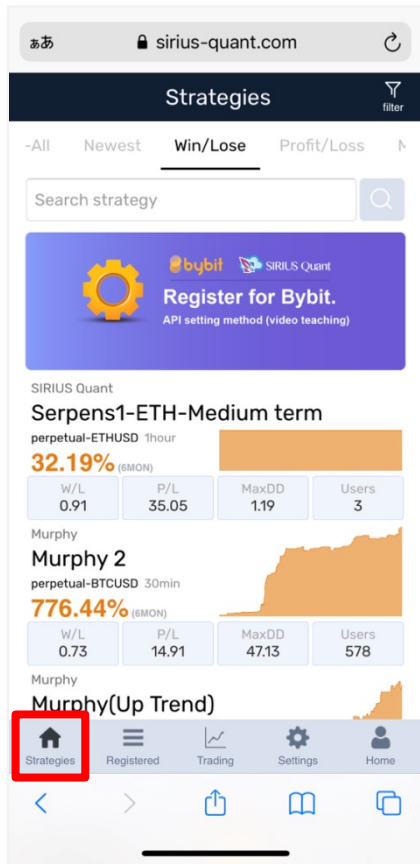 ぁあ sirius-quant.com
Strategies
filter
-All Newest Win/Lose Profit/Loss
Search strategy
bybit SIRIUS Quant
Register for Bybit.
API setting method (video teaching)
SIRIUS Quant
Serpens1-ETH-Medium term
perpetual-ETHUSD 1hour
32.19% (6MON)
W/L P/L MaxDD Users
0.91 35.05 1.19 3
Murphy
Murphy 2
perpetual-BTCUSD 30min
776.44% (6MON)
W/L P/L MaxDD Users
0.73 14.91 47.13 578
Murphy
Murphy(Up Trend)
Strategies Registered Trading Settings Home